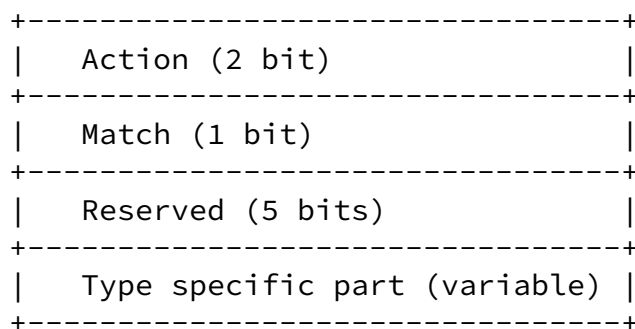 Action (2 bit)
Match (1 bit)
Reserved (5 bits)
Type specific part (variable)